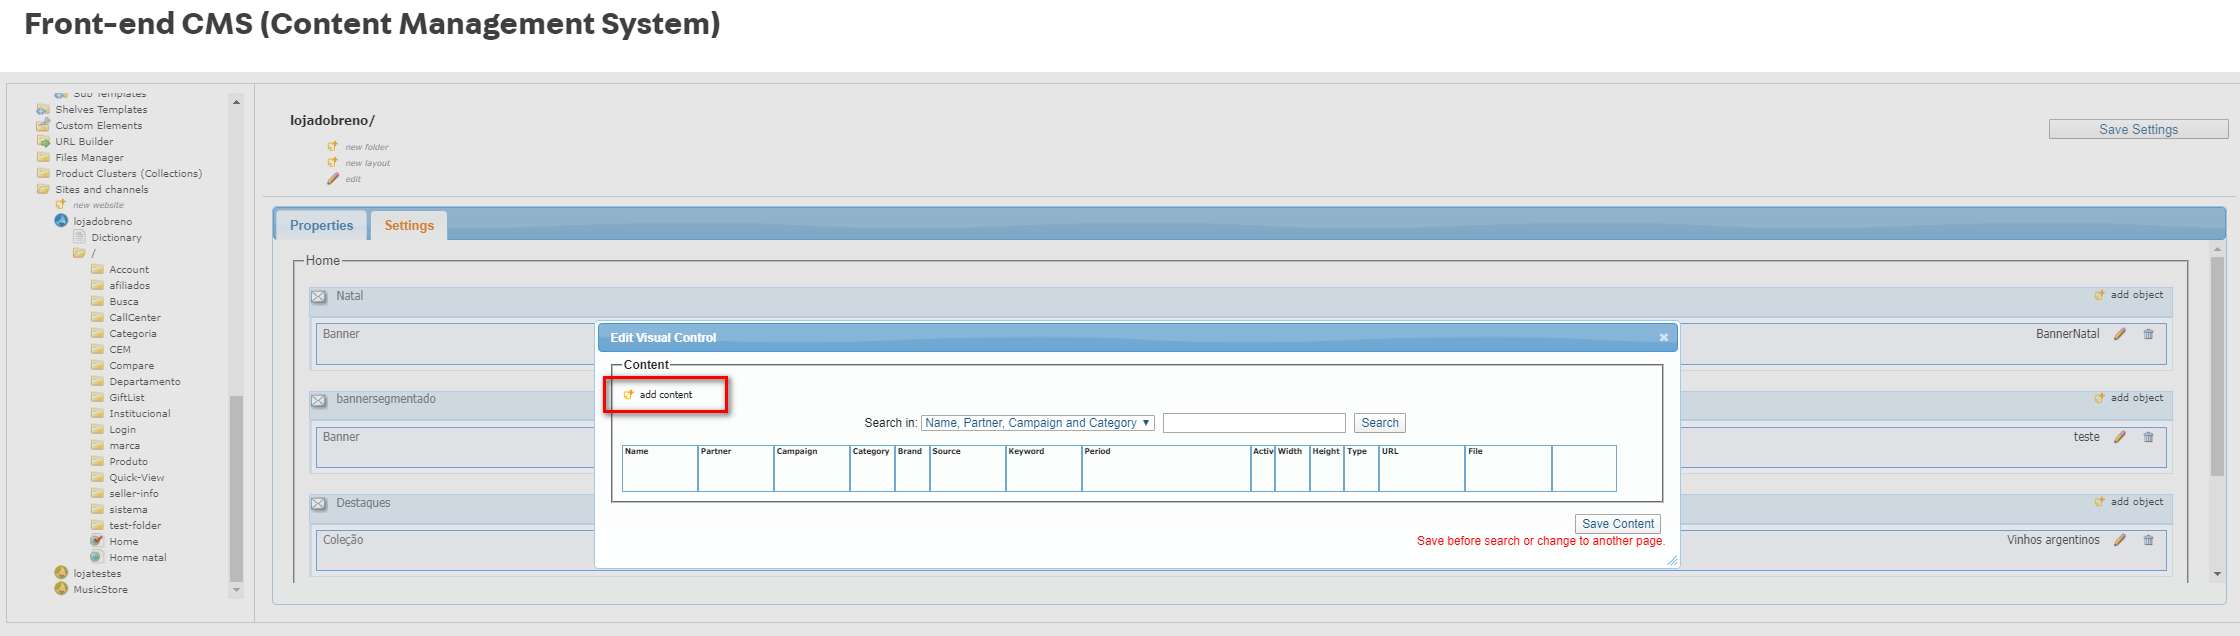 Front-end CMS (Content Management System)
Sub Templates
Shelves Templates
Custom Elements
URL Builder
Files Manager
Product Clusters (Collections)
Sites and channels
new website
lojadobreno
Dictionary
/
Account
afiliados
Busca
CallCenter
Categoria
CEM
Compare
Departamento
GiftList
Institucional
Login
marca
Produto
Quick-View
seller-info
sistema
test-folder
Home
Home natal
lojatestes
MusicStore
lojadobreno/
new folder
new layout
edit
Save Settings
Properties Settings
Home
Natal add object
Banner BannerNatal
bannersegmentado add object
Banner teste
Destaques add object
Coleção Vinhos argentinos
Edit Visual Control
Content
add content
Search in: Name, Partner, Campaign and Category Search
Name Partner Campaign Category Brand Source Keyword Period Activ Width Height Type URL File
Save Content
Save before search or change to another page.